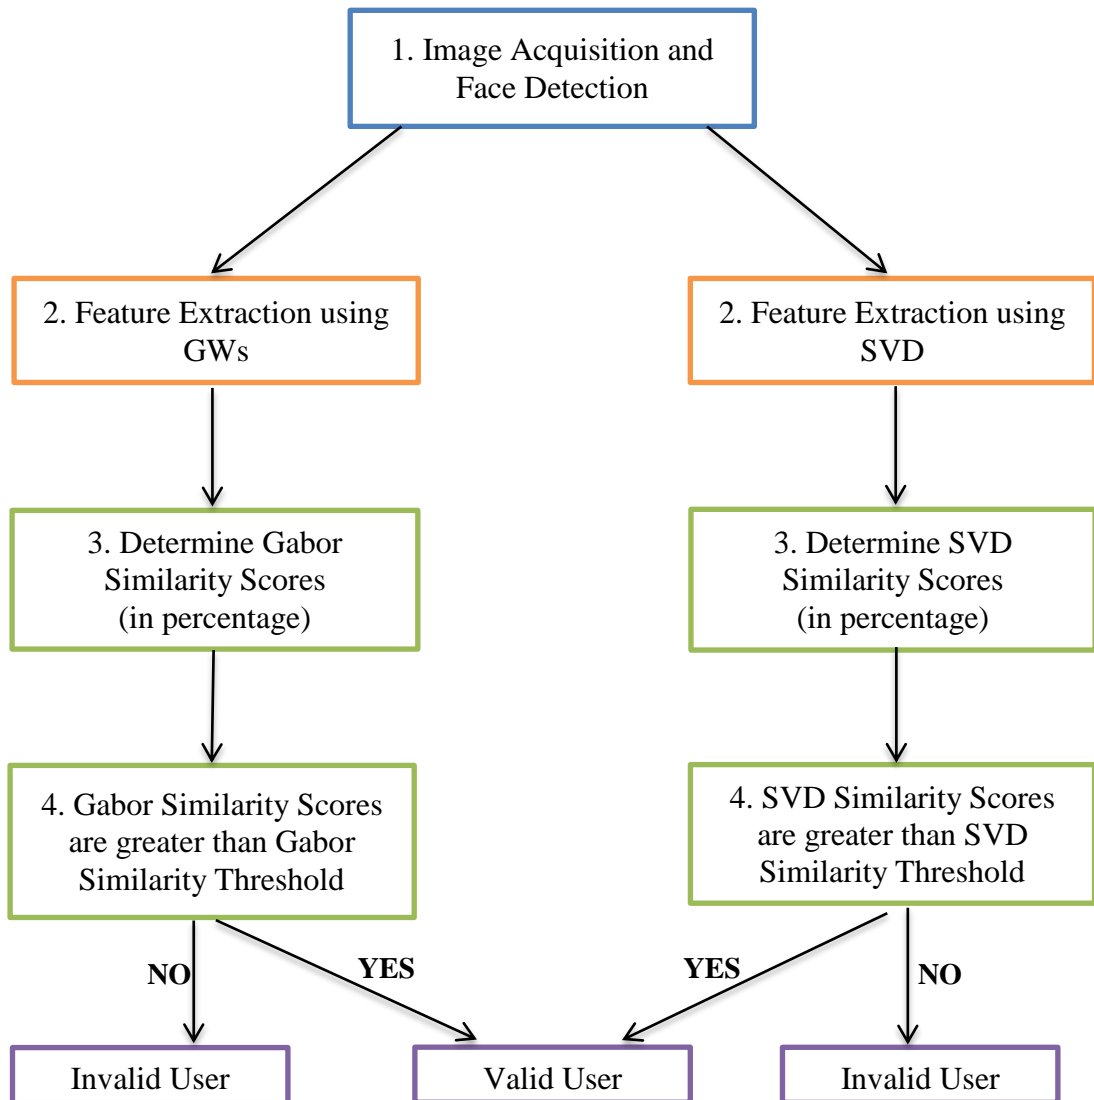 1. Image Acquisition and
Face Detection
2. Feature Extraction using
GWs
2. Feature Extraction using
SVD
3. Determine Gabor
Similarity Scores
(in percentage)
3. Determine SVD
Similarity Scores
(in percentage)
4. Gabor Similarity Scores
are greater than Gabor
Similarity Threshold
4. SVD Similarity Scores
are greater than SVD
Similarity Threshold
NO
YES
YES
NO
Invalid User
Valid User
Invalid User